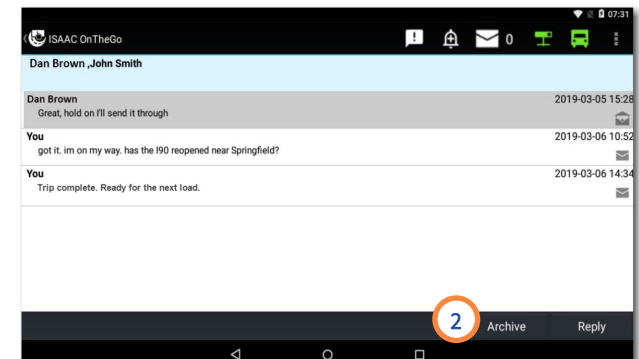 07:31
ISAAC OnTheGo
0
Dan Brown ,John Smith
Dan Brown 2019-03-05 15:28
Great, hold on I'll send it through
You 2019-03-06 10:52
got it. im on my way. has the I90 reopened near Springfield?
You 2019-03-06 14:34
Trip complete. Ready for the next load.
2 Archive Reply